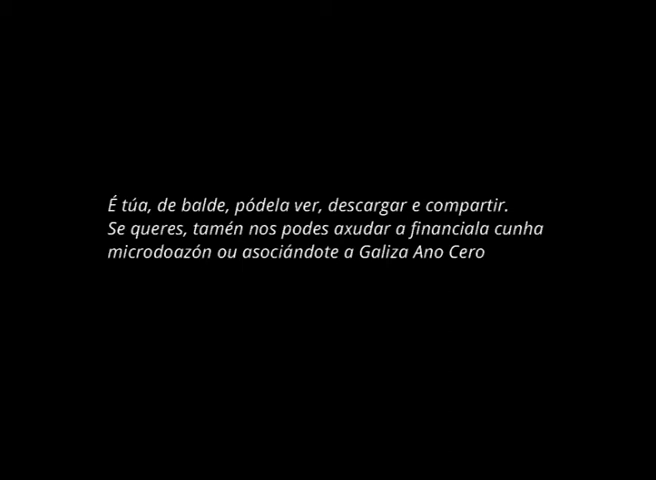 É túa, de balde, pódela ver, descargar e compartir.
Se queres, tamén nos podes axudar a financiala cunha
microdoazón ou asociándote a Galiza Ano Cero